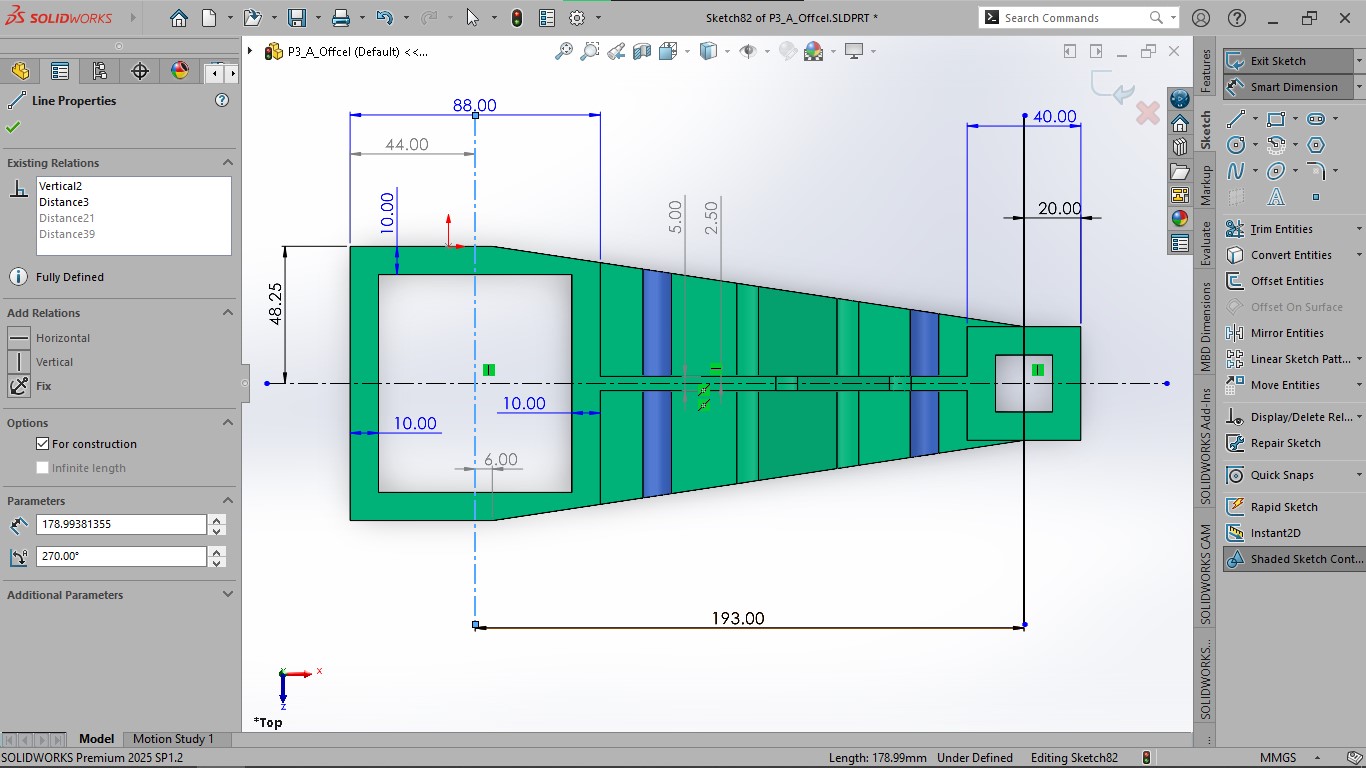 SOLIDWORKS
Sketch82 of P3_A_Offcel.SLDPRT *
Search Commands
P3_A_Offcel (Default) <<...
Line Properties
Existing Relations
Vertical2
Distance3
Distance21
Distance39
Fully Defined
Add Relations
Horizontal
Vertical
Fix
Options
For construction
Infinite length
Parameters
178.99381355
270.00°
Additional Parameters
88.00
44.00
10.00
48.25
10.00
10.00
6.00
5.00
2.50
40.00
20.00
193.00
x
z
*Top
Features
Sketch
Markup
Evaluate
MBD Dimensions
SOLIDWORKS Add-Ins
SOLIDWORKS CAM
SOLIDWORKS...
Exit Sketch
Smart Dimension
Trim Entities
Convert Entities
Offset Entities
Offset On Surface
Mirror Entities
Linear Sketch Patt...
Move Entities
Display/Delete Rel...
Repair Sketch
Quick Snaps
Rapid Sketch
Instant2D
Shaded Sketch Cont...
Model
Motion Study 1
SOLIDWORKS Premium 2025 SP1.2
Length: 178.99mm
Under Defined
Editing Sketch82
MMGS